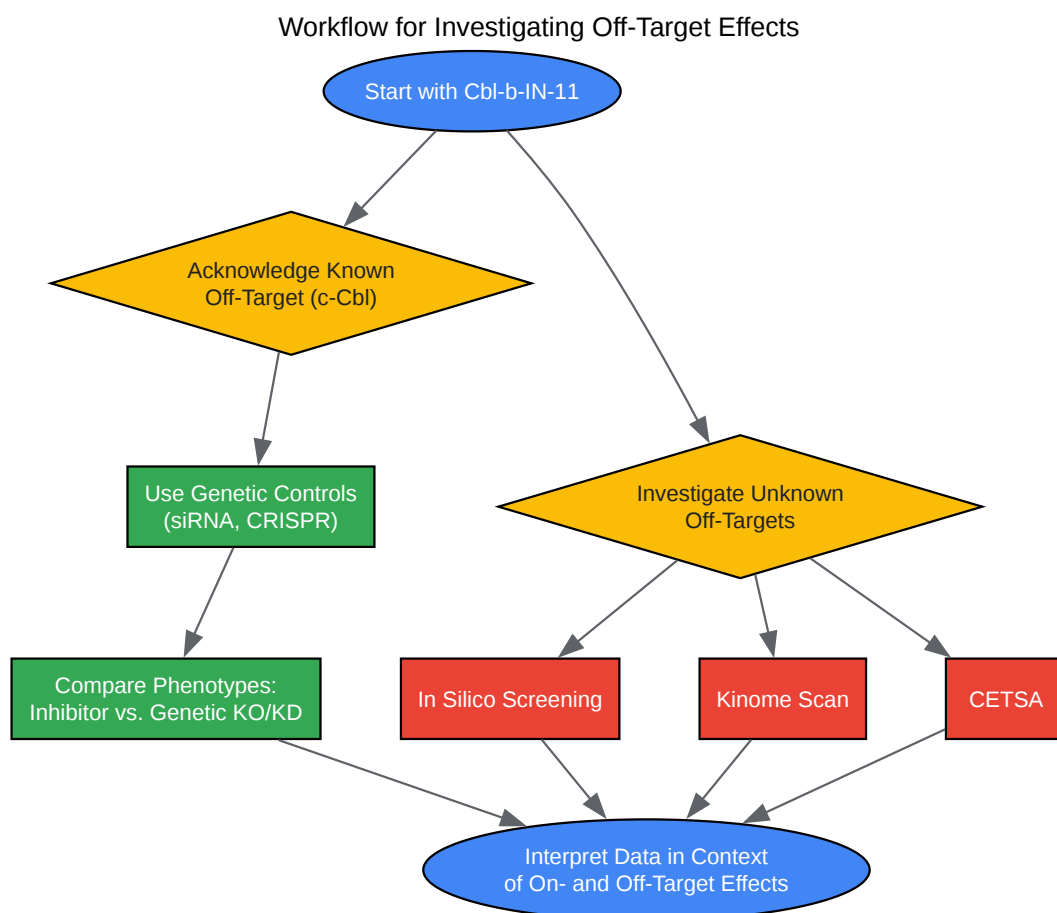 Workflow for Investigating Off-Target Effects
Start with Cbl-b-IN-11
Acknowledge Known
Off-Target (c-Cbl)
Use Genetic Controls
(siRNA, CRISPR)
Investigate Unknown
Off-Targets
Compare Phenotypes:
Inhibitor vs. Genetic KO/KD
In Silico Screening
Kinome Scan
CETSA
Interpret Data in Context
of On- and Off-Target Effects